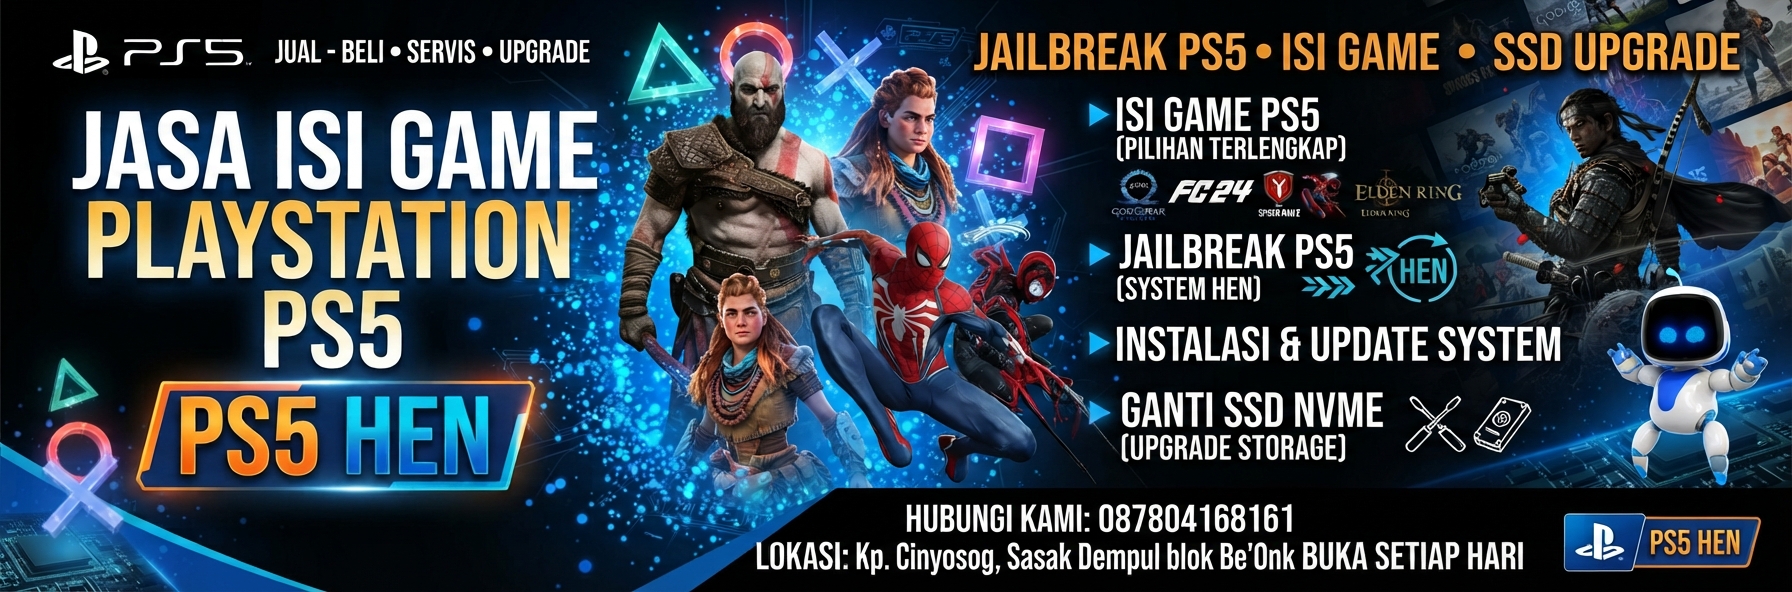 PS5
JUAL - BELI • SERVIS • UPGRADE
JASA ISI GAME
PLAYSTATION
PS5
PS5 HEN
JAILBREAK PS5 • ISI GAME • SSD UPGRADE
ISI GAME PS5
(PILIHAN TERLENGKAP)
FC24
ELDEN RING
JAILBREAK PS5
(SYSTEM HEN)
HEN
INSTALASI & UPDATE SYSTEM
GANTI SSD NVME
(UPGRADE STORAGE)
HUBUNGI KAMI: 087804168161
LOKASI: Kp. Cinyosog, Sasak Dempul blok Be'Onk BUKA SETIAP HARI
PS5 HEN